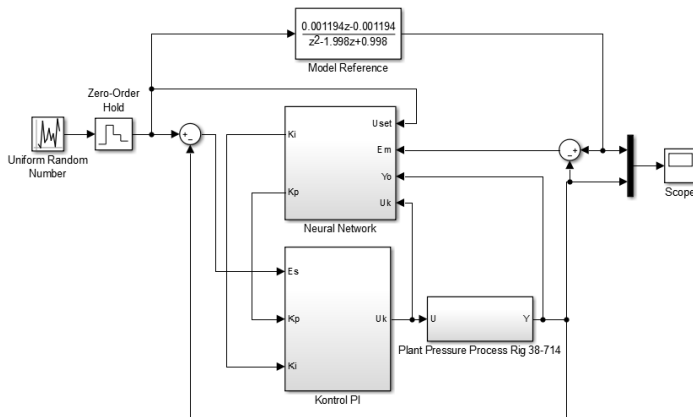 0.001194z-0.001194
z2-1.998z+0.998
Model Reference
Zero-Order
Hold
Uniform Random
Number
+
-
Ki
Kp
Uset
Em
Yb
Uk
Neural Network
-
+
Scope
Es
Kp
Ki
Uk
Kontrol PI
U
Y
Plant Pressure Process Rig 38-714